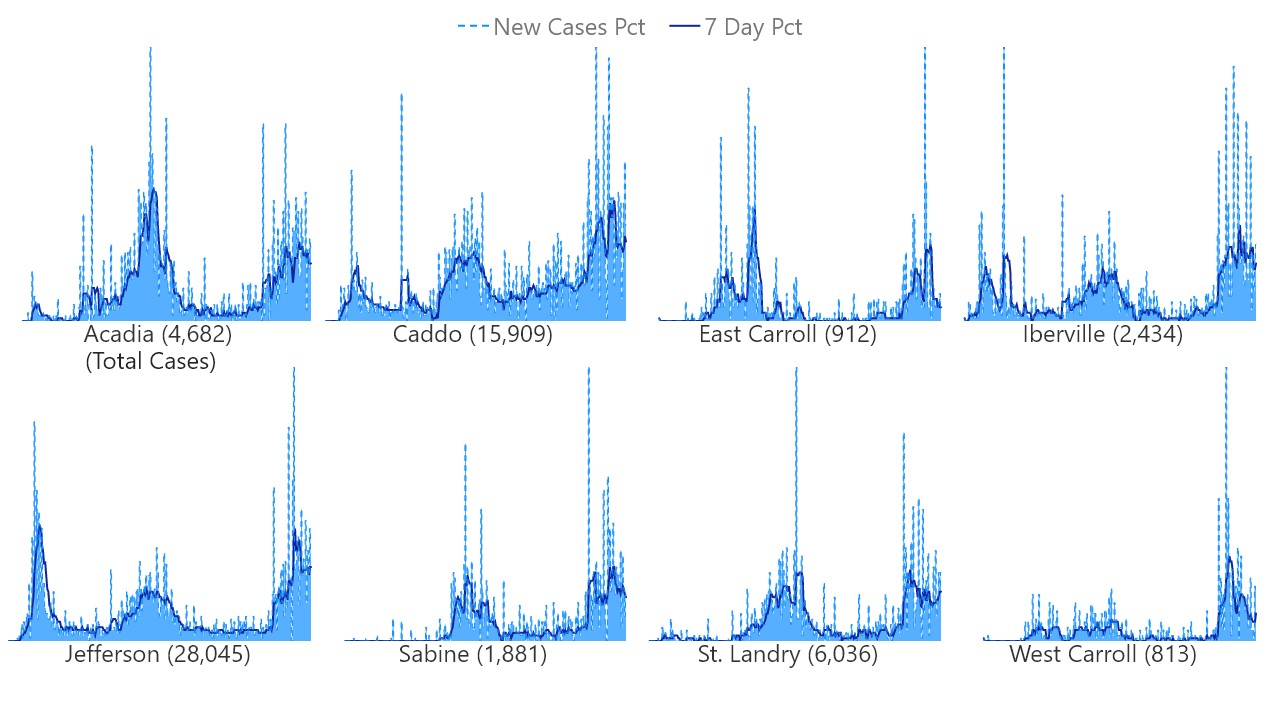 New Cases Pct 7 Day Pct
Acadia (4,682)
(Total Cases)
Caddo (15,909)
East Carroll (912)
Iberville (2,434)
Jefferson (28,045)
Sabine (1,881)
St. Landry (6,036)
West Carroll (813)